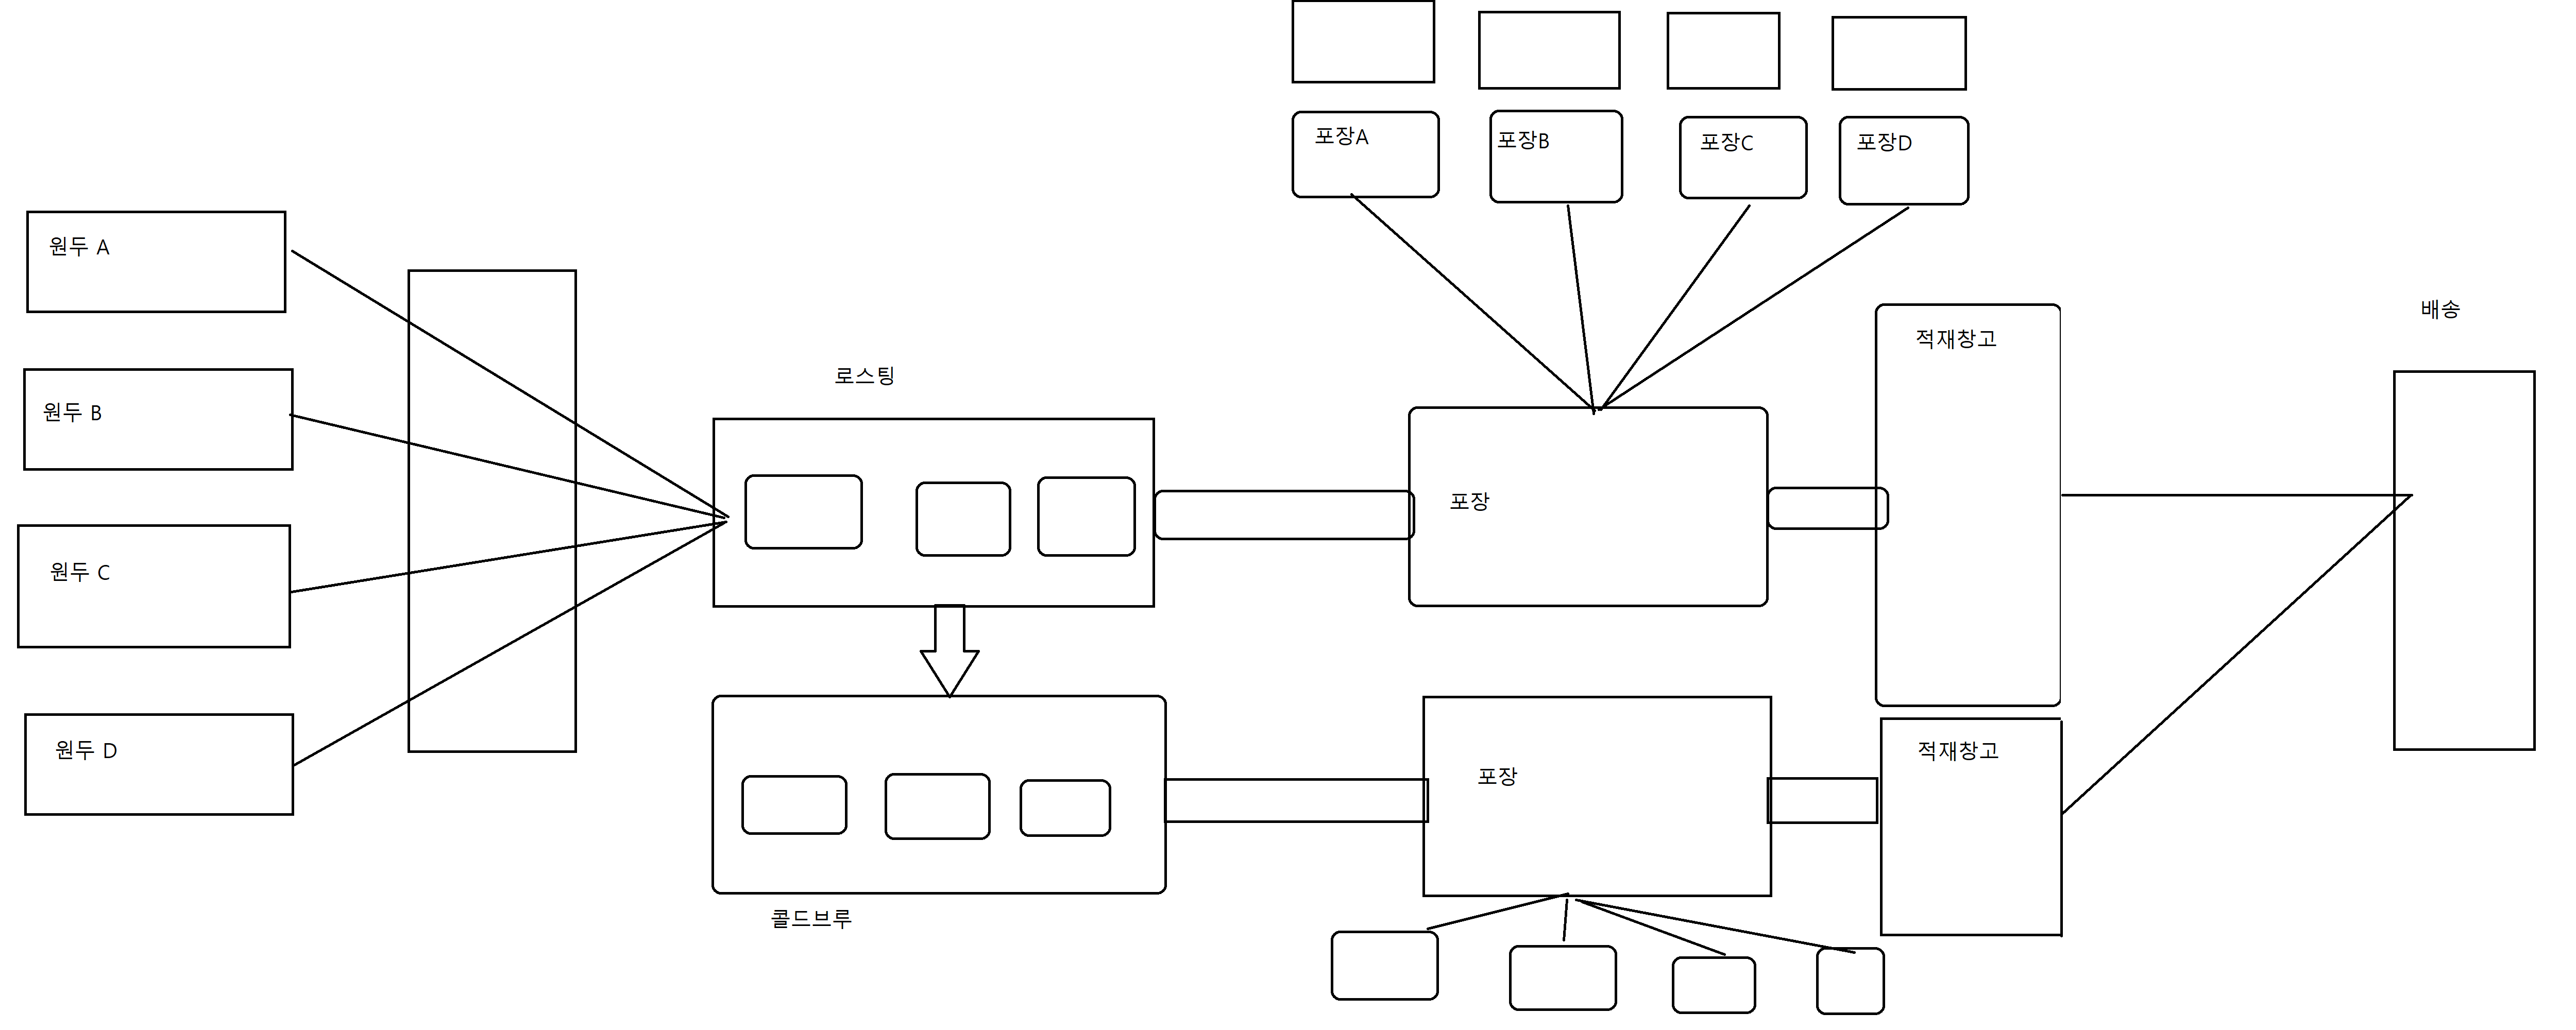 포장A
포장B
포장C
포장D
원두 A
원두 B
원두 C
원두 D
로스팅
포장
적재창고
배송
콜드브루
포장
적재창고